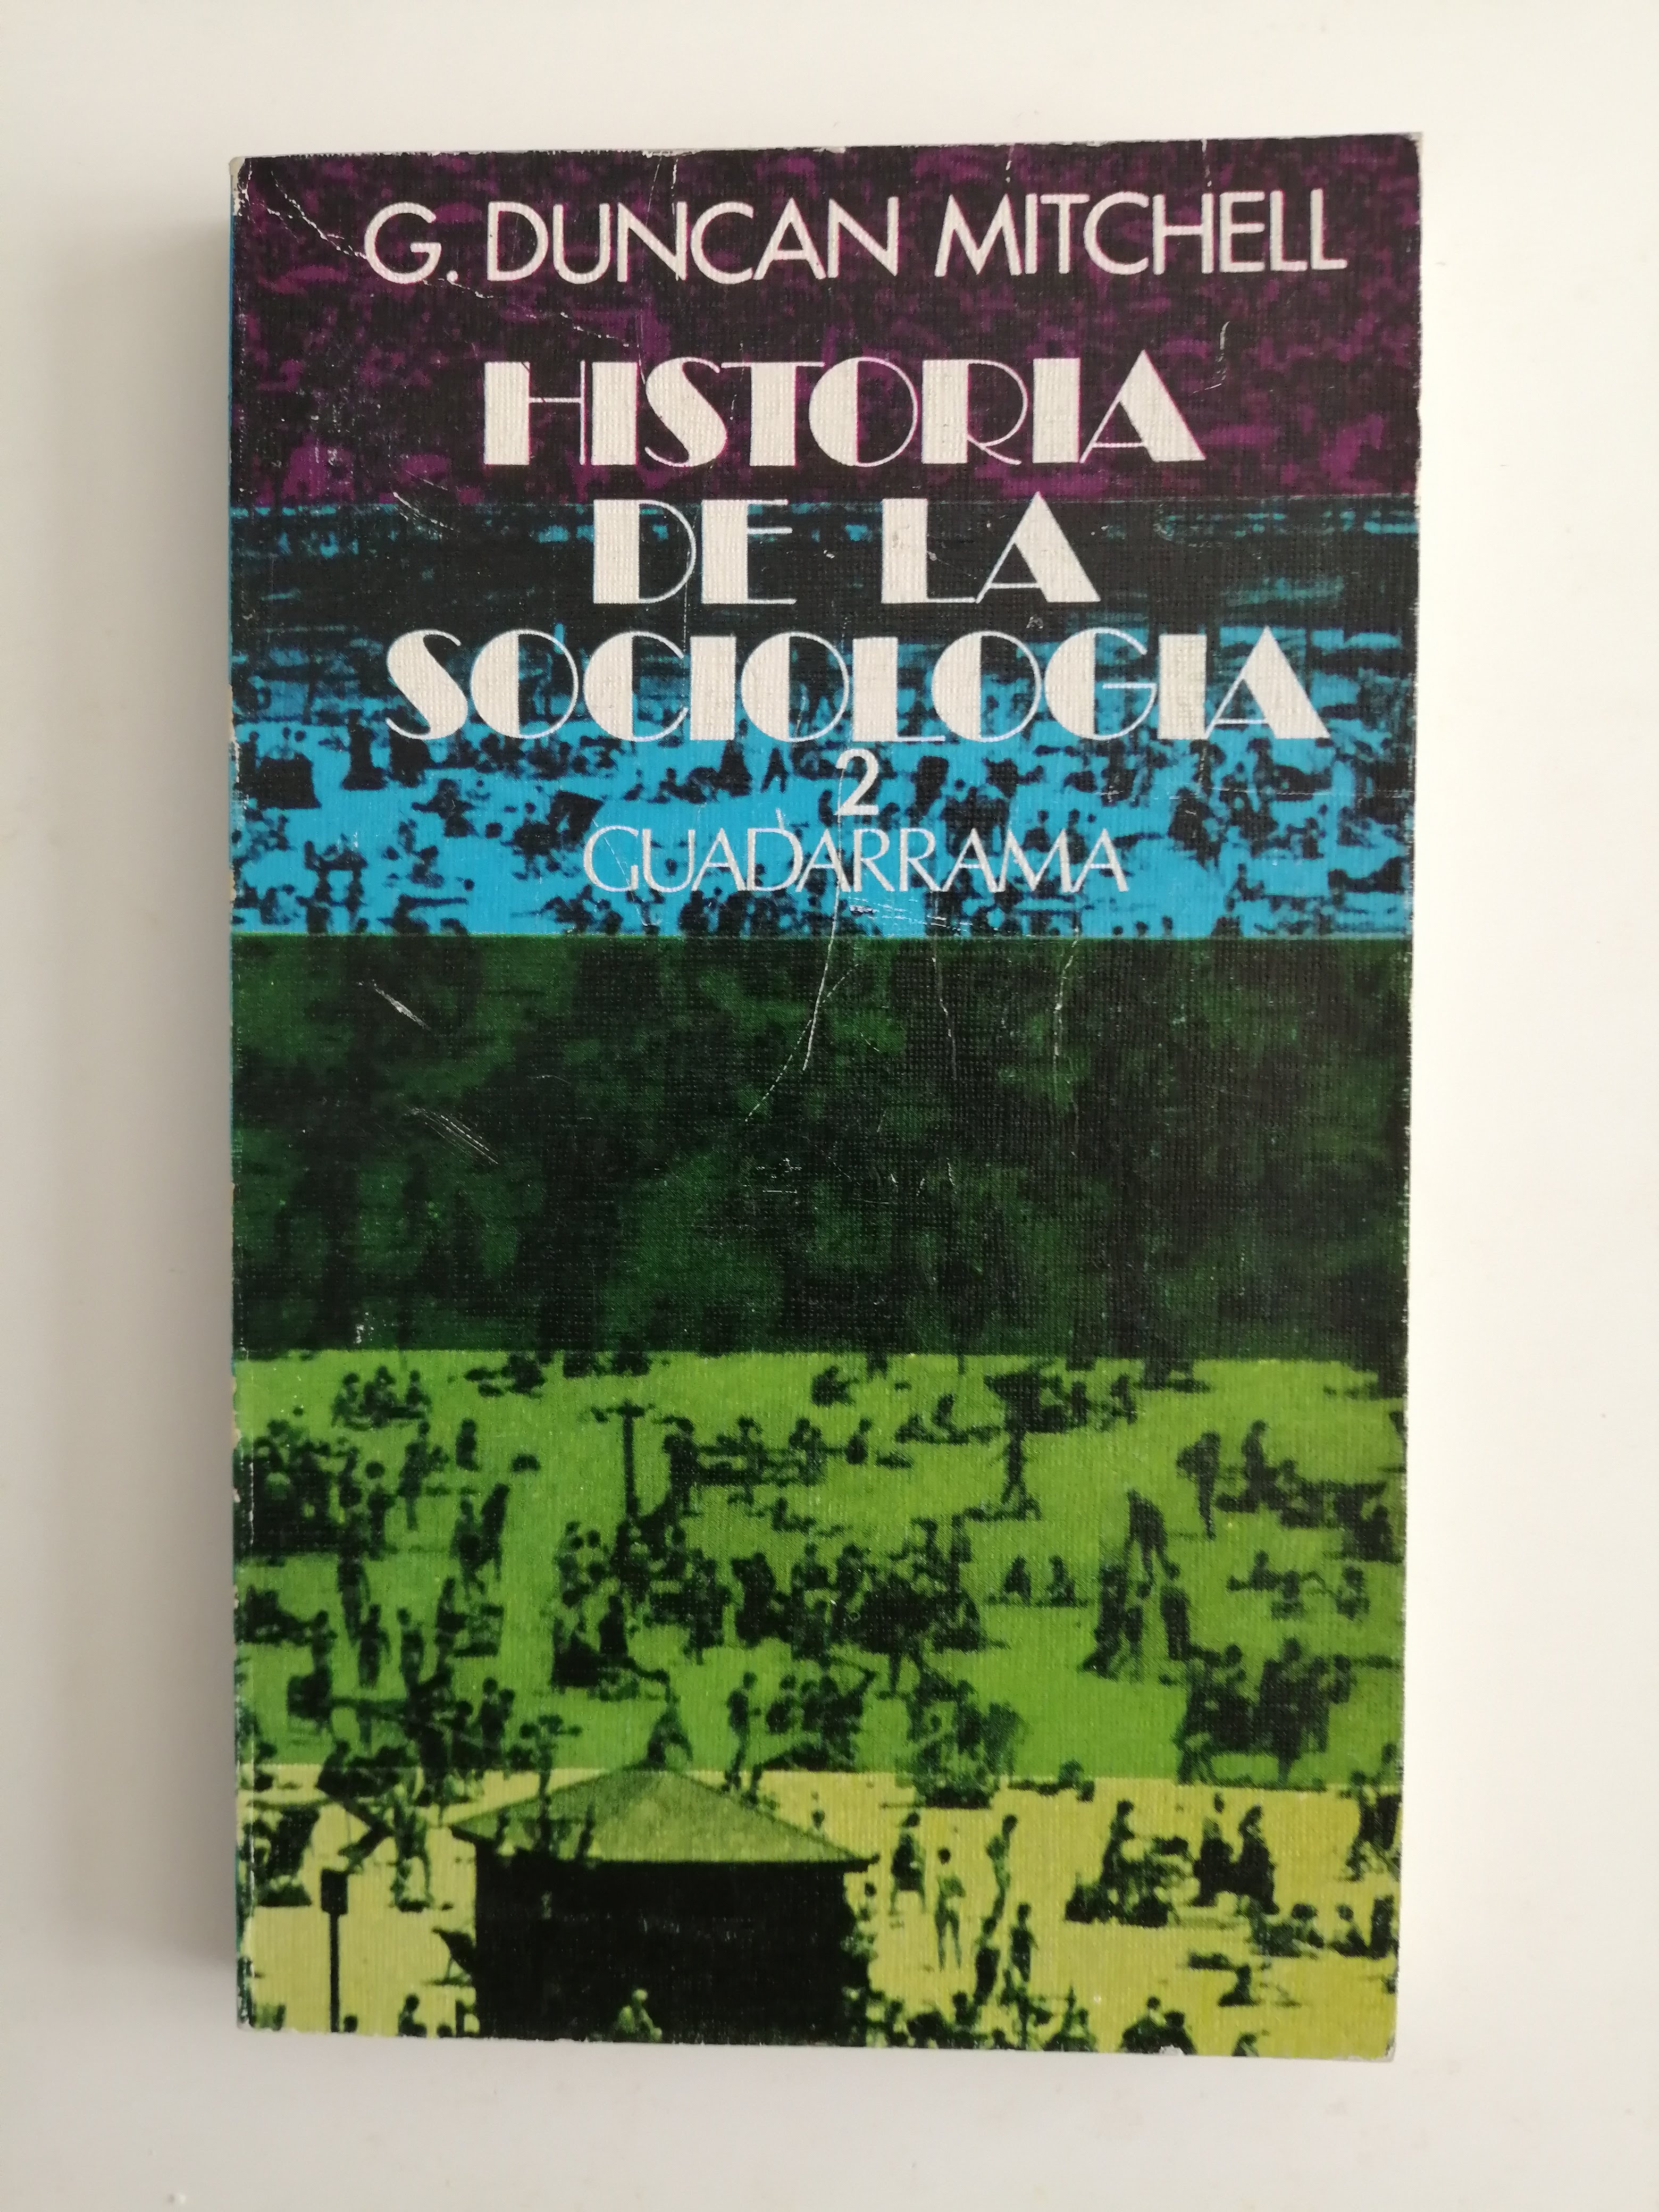 G. DUNCAN MITCHELL
HISTORIA
DE LA
SOCIOLOGIA
2
GUADARRAMA